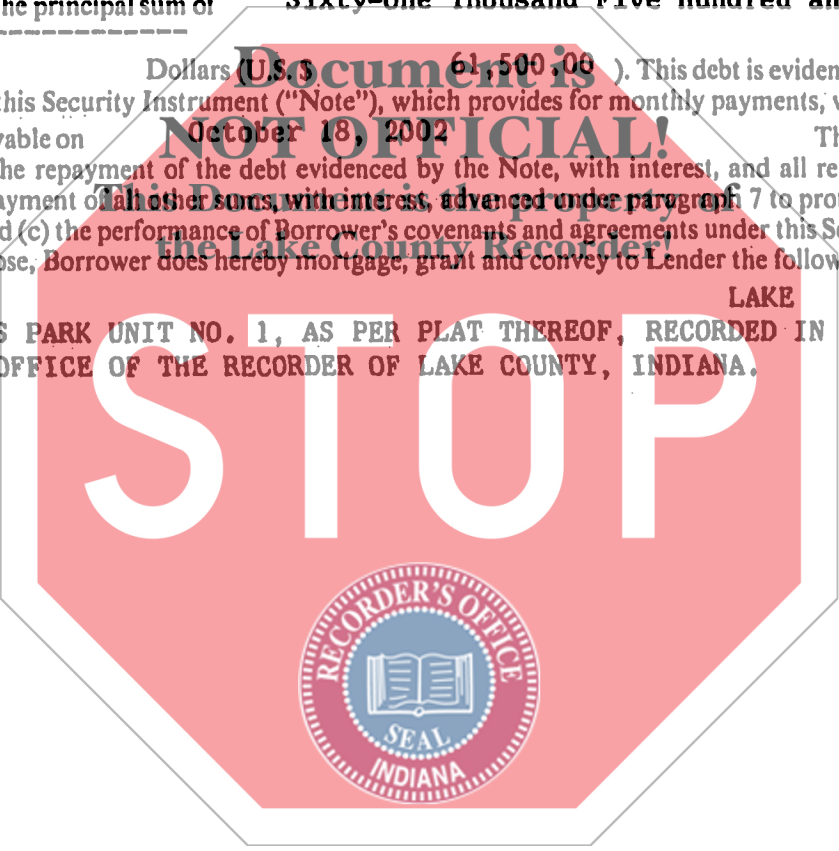 he principal sum of Sixty-One Thousand Five Hundred an
Dollars (U.S. $ 61,500.00 ). This debt is eviden
this Security Instrument ("Note"), which provides for monthly payments, w
yable on October 18, 2002 Th
he repayment of the debt evidenced by the Note, with interest, and all re
ayment of all other sums, with interest, advanced under paragraph 7 to pro
d (c) the performance of Borrower's covenants and agreements under this Se
ose, Borrower does hereby mortgage, grant and convey to Lender the follow
LAKE
S PARK UNIT NO. 1, AS PER PLAT THEREOF, RECORDED IN
OFFICE OF THE RECORDER OF LAKE COUNTY, INDIANA.
Document is
NOT OFFICIAL!
This Document is the property of
the Lake County Recorder!
STOP
RECORDER'S OFFICE
SEAL
INDIANA